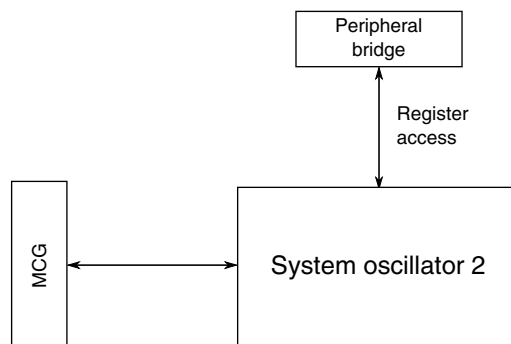 Peripheral
bridge
Register
access
MCG
System oscillator 2